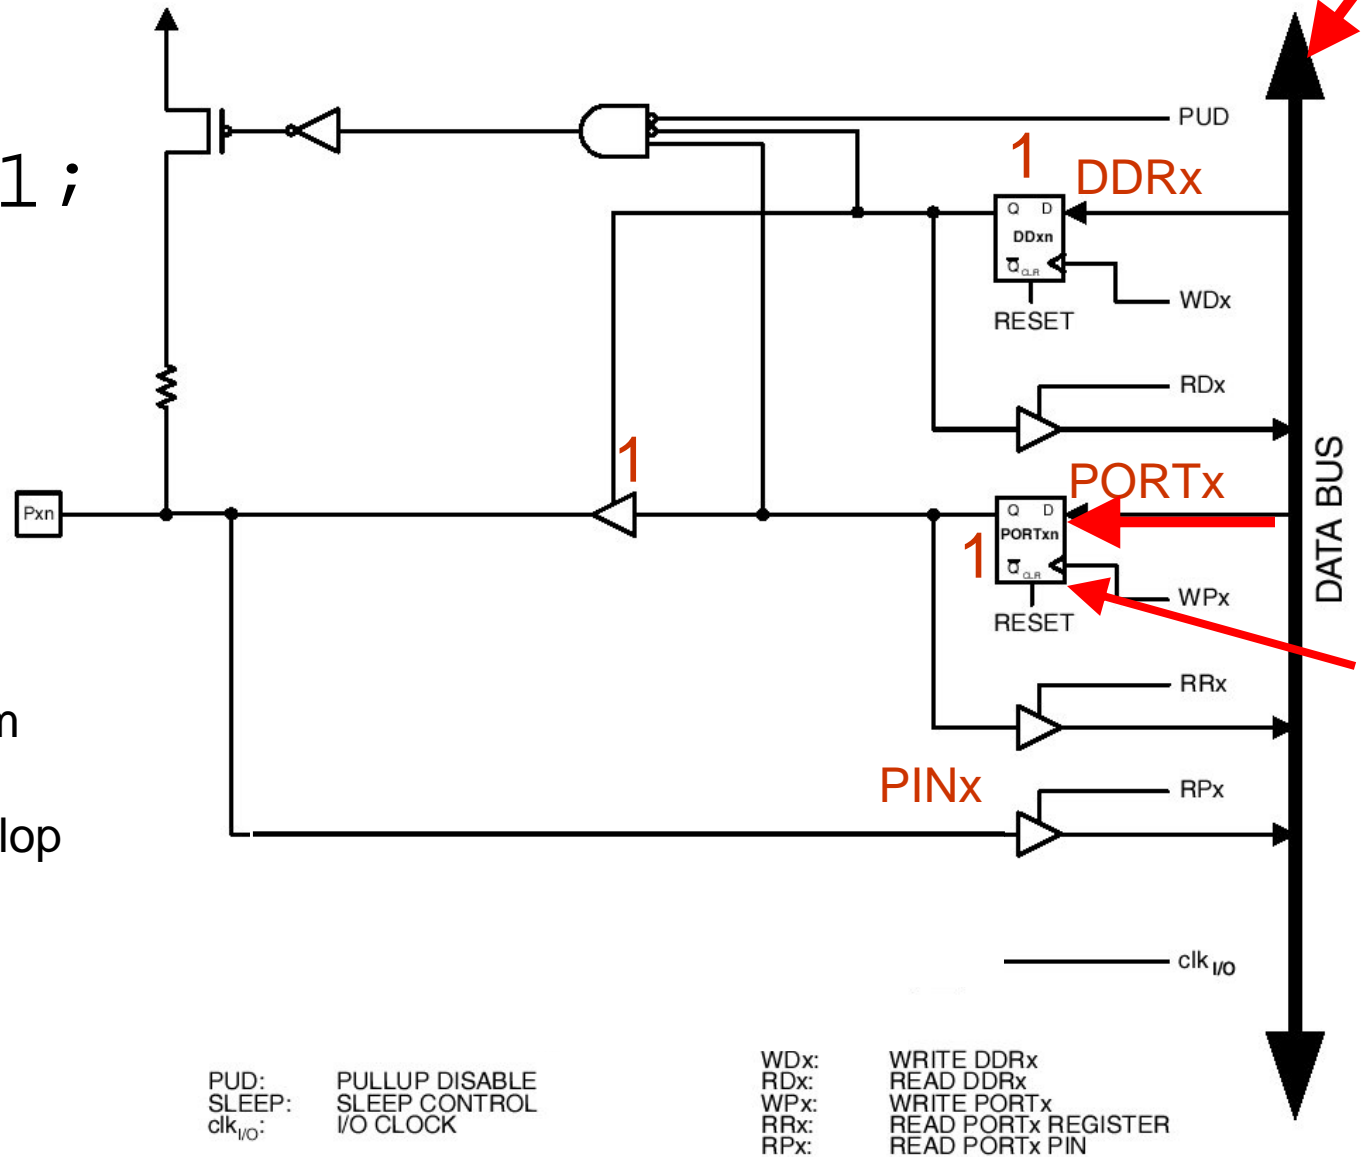 PUD
1
DDRx
1;
Q D
DDxn
Q CLR
WDx
RESET
RDx
1
PORTx
DATA BUS
Pxn
Q D
PORTxn
1
Q CLR
WPx
RESET
RRx
m
PINx
RPx
lop
clk I/O
PUD: PULLUP DISABLE
SLEEP: SLEEP CONTROL
clk I/O: I/O CLOCK
WDx: WRITE DDRx
RDx: READ DDRx
WPx: WRITE PORTx
RRx: READ PORTx REGISTER
RPx: READ PORTx PIN